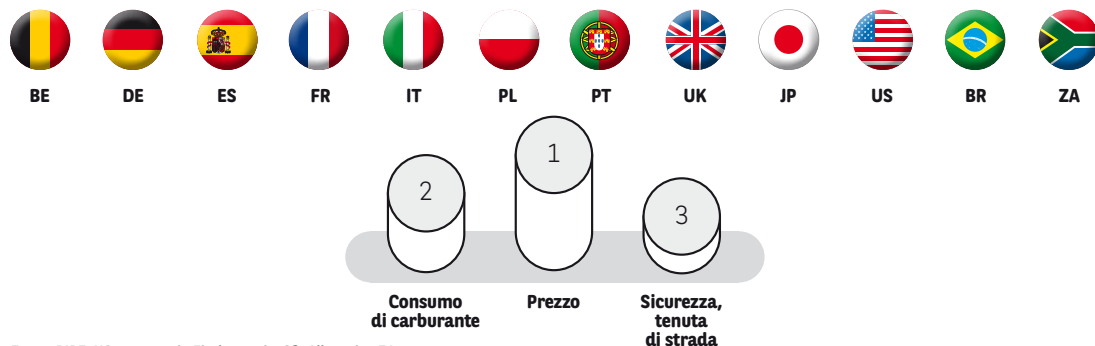 BE DE ES FR IT PL PT UK JP US BR ZA
1
2
3
Consumo
di carburante
Prezzo
Sicurezza,
tenuta
di strada